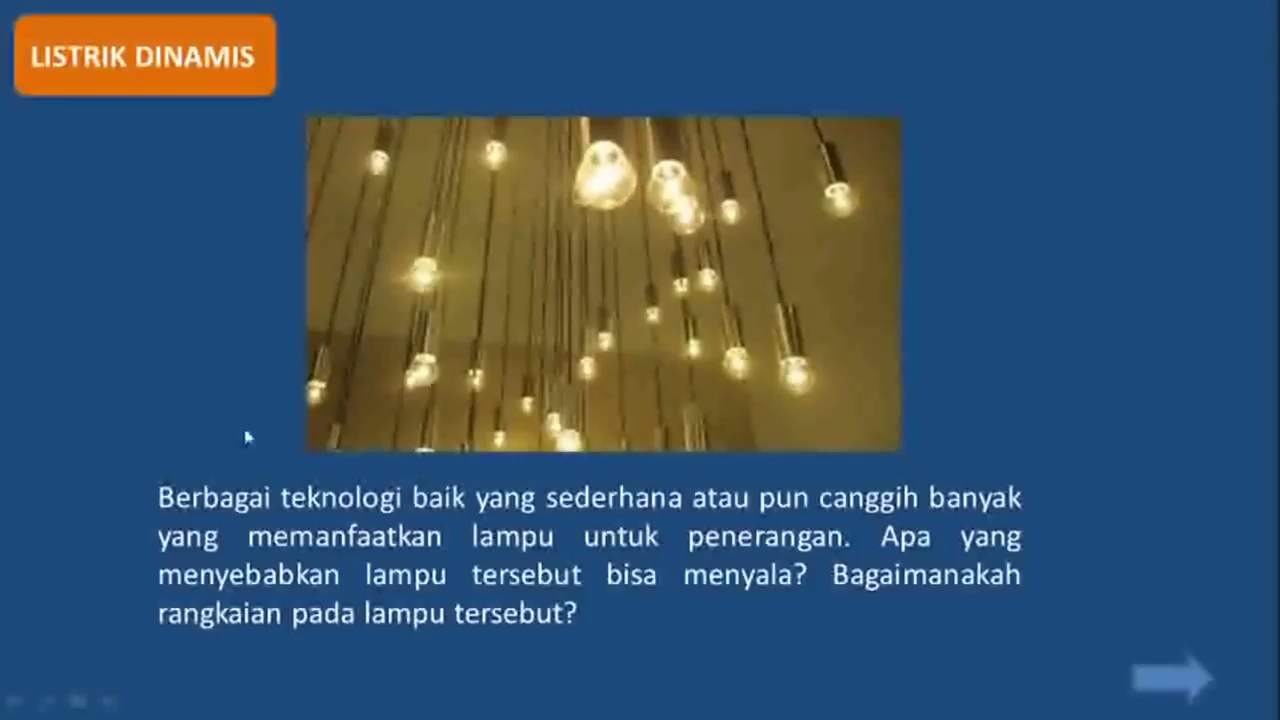 LISTRIK DINAMIS
Berbagai teknologi baik yang sederhana atau pun canggih banyak
yang memanfaatkan lampu untuk penerangan. Apa yang
menyebabkan lampu tersebut bisa menyala? Bagaimanakah
rangkaian pada lampu tersebut?